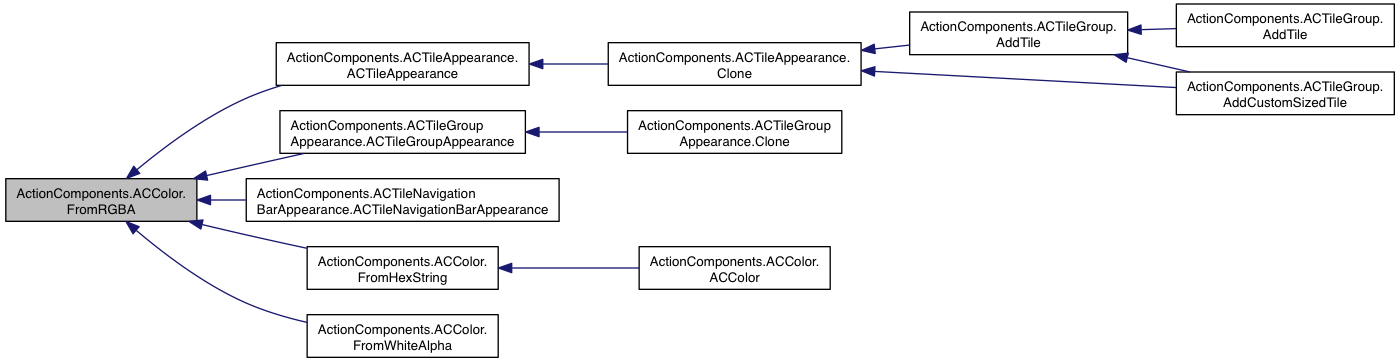 ActionComponents.ACColor.
FromRGBA
ActionComponents.ACTileAppearance.
ACTileAppearance
ActionComponents.ACTileAppearance.
Clone
ActionComponents.ACTileGroup.
AddTile
ActionComponents.ACTileGroup.
AddTile
ActionComponents.ACTileGroup.
AddCustomSizedTile
ActionComponents.ACTileGroup
Appearance.ACTileGroupAppearance
ActionComponents.ACTileGroup
Appearance.Clone
ActionComponents.ACTileNavigation
BarAppearance.ACTileNavigationBarAppearance
ActionComponents.ACColor.
FromHexString
ActionComponents.ACColor.
ACColor
ActionComponents.ACColor.
FromWhiteAlpha